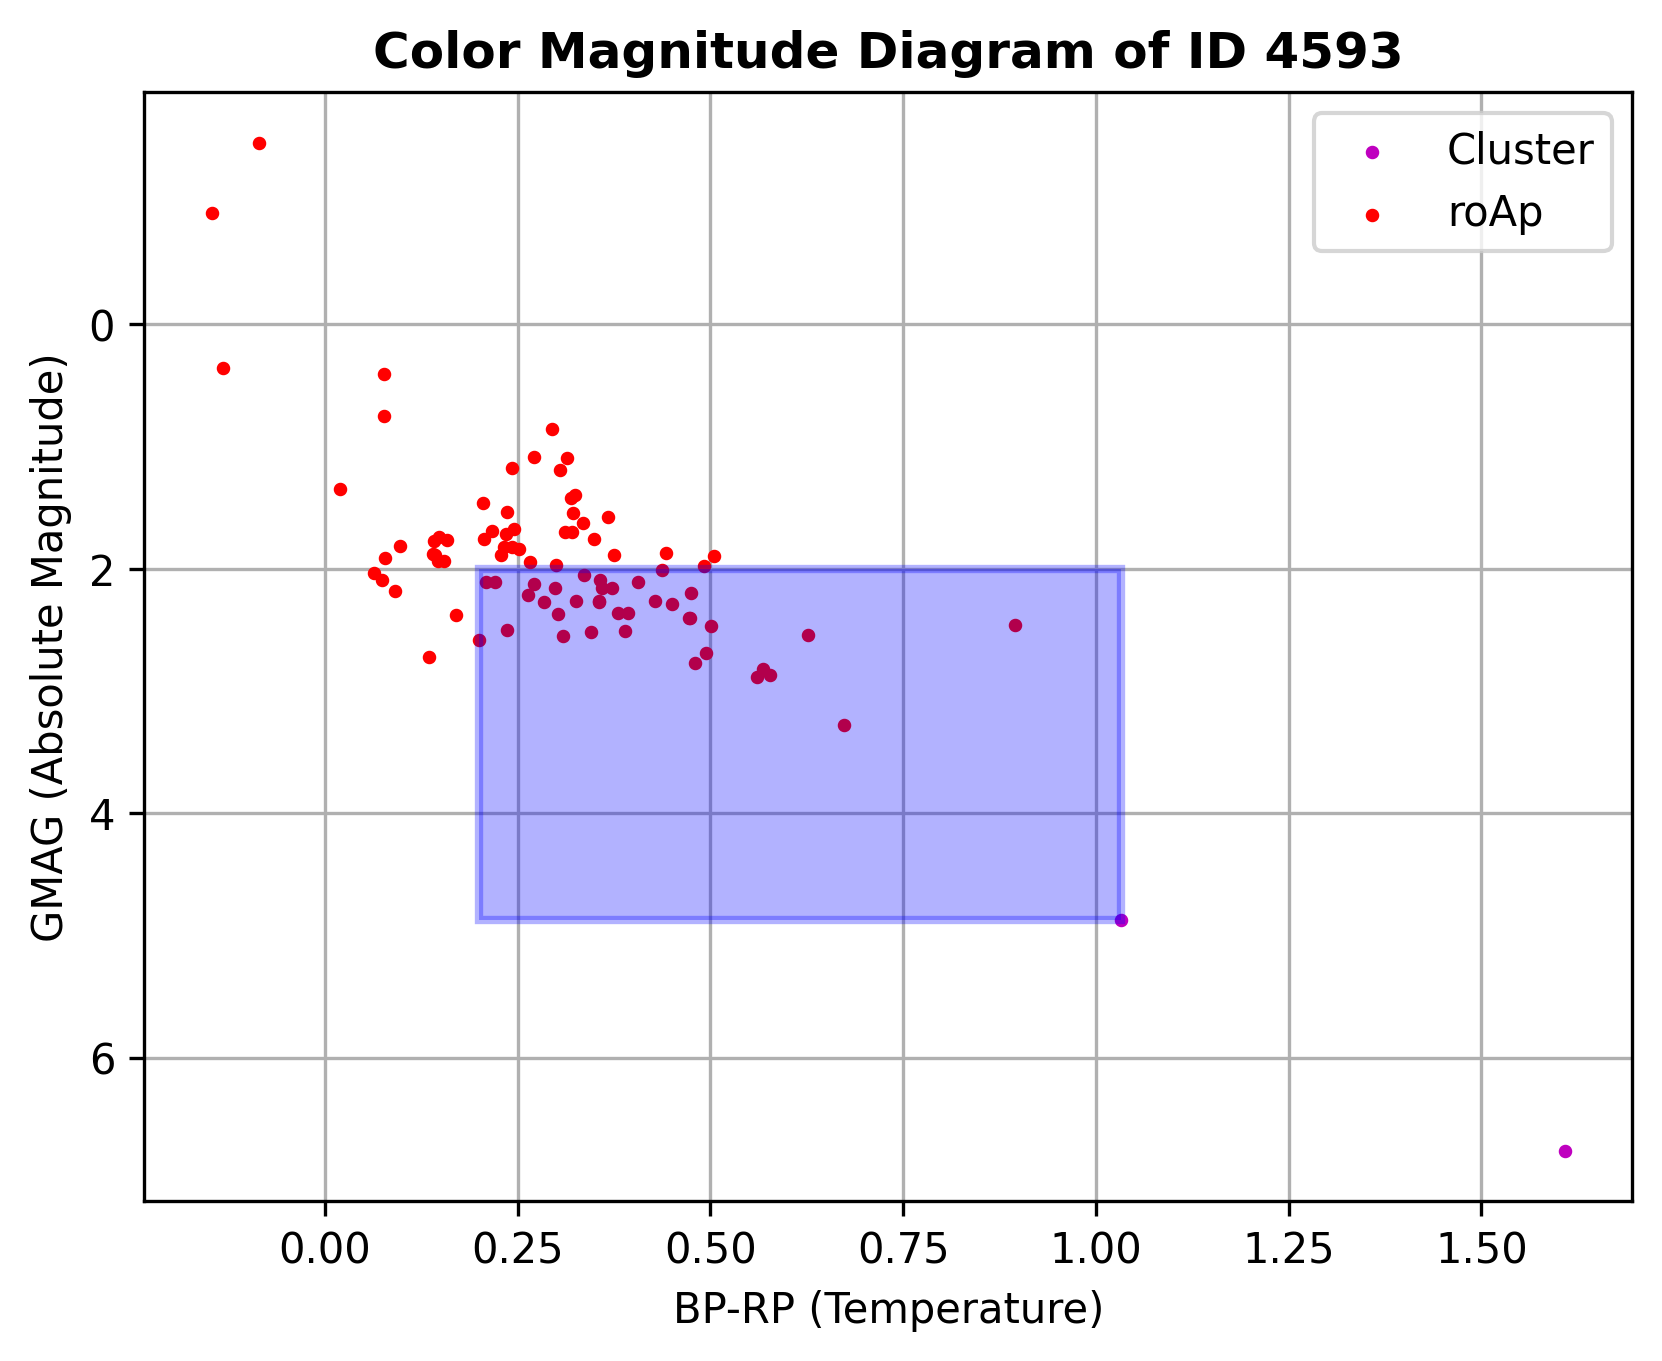 Color Magnitude Diagram of ID 4593
Cluster
roAp
GMAG (Absolute Magnitude)
0
2
4
6
0.00 0.25 0.50 0.75 1.00 1.25 1.50
BP-RP (Temperature)